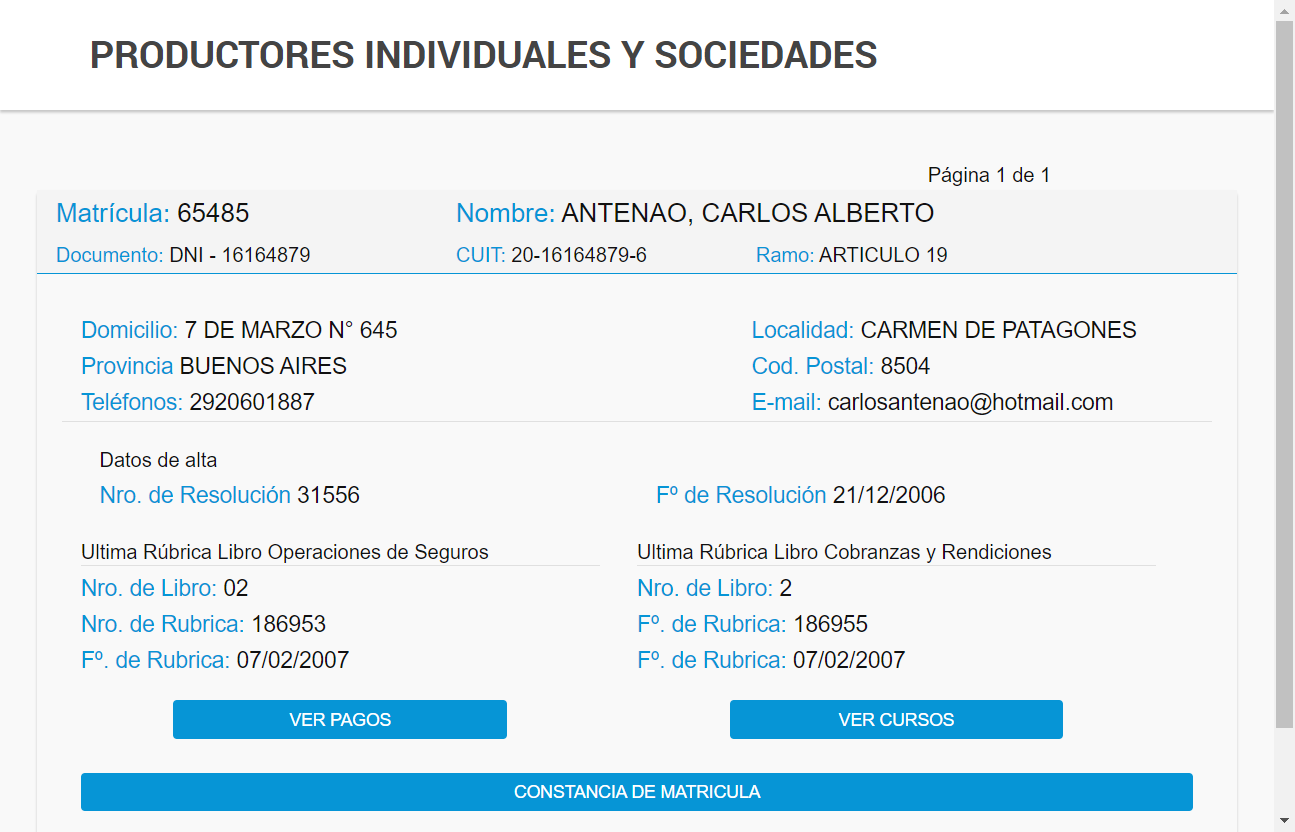 PRODUCTORES INDIVIDUALES Y SOCIEDADES
Página 1 de 1
Matrícula: 65485 Nombre: ANTENAO, CARLOS ALBERTO
Documento: DNI - 16164879 CUIT: 20-16164879-6 Ramo: ARTICULO 19
Domicilio: 7 DE MARZO N° 645 Localidad: CARMEN DE PATAGONES
Provincia BUENOS AIRES Cod. Postal: 8504
Teléfonos: 2920601887 E-mail: carlosantenao@hotmail.com
Datos de alta
Nro. de Resolución 31556 Fº de Resolución 21/12/2006
Ultima Rúbrica Libro Operaciones de Seguros Ultima Rúbrica Libro Cobranzas y Rendiciones
Nro. de Libro: 02 Nro. de Libro: 2
Nro. de Rubrica: 186953 Fº. de Rubrica: 186955
Fº. de Rubrica: 07/02/2007 Fº. de Rubrica: 07/02/2007
VER PAGOS VER CURSOS
CONSTANCIA DE MATRICULA